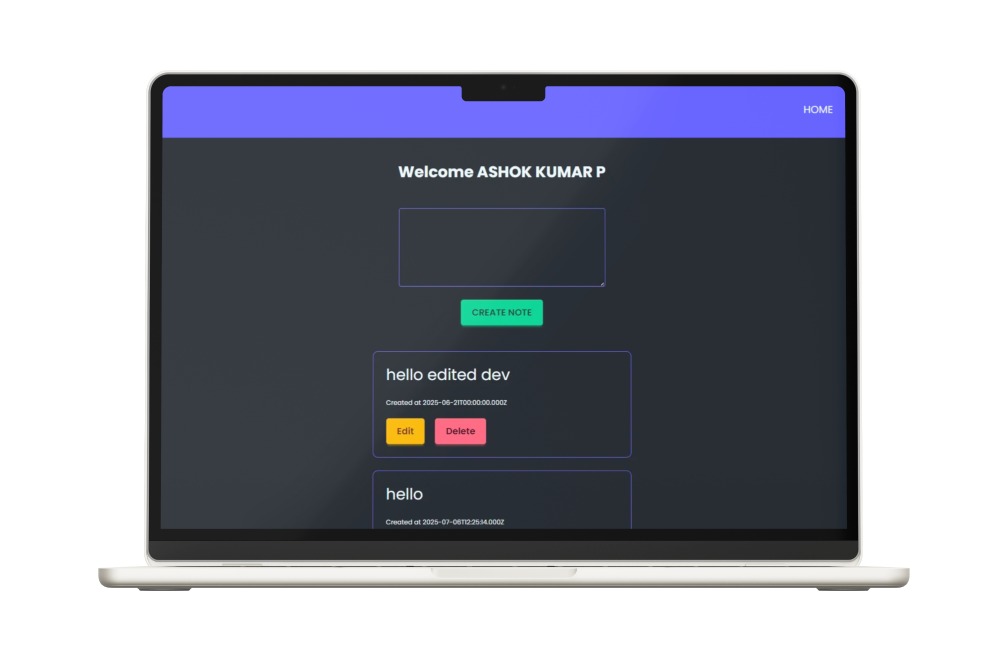 HOME
Welcome ASHOK KUMAR P
CREATE NOTE
hello edited dev
Created at 2025-06-21T00:00:00.000Z
Edit Delete
hello
Created at 2025-07-06T12:25:14.000Z